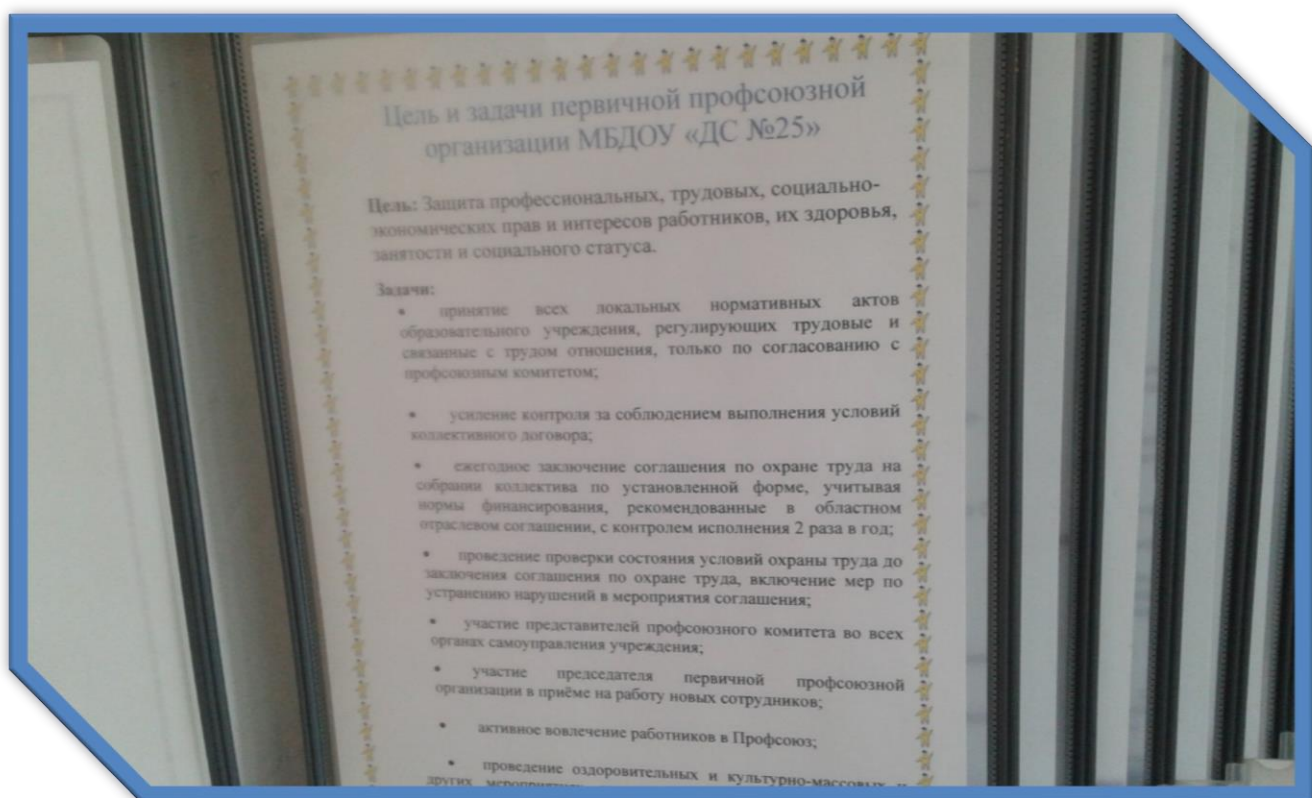 Цель и задачи первичной профсоюзной
организации МБДОУ «ДС №25»
Цель: Защита профессиональных, трудовых, социально-
экономических прав и интересов работников, их здоровья,
занятости и социального статуса.
Задачи:
• принятие всех локальных нормативных актов
образовательного учреждения, регулирующих трудовые и
связанные с трудом отношения, только по согласованию с
профсоюзным комитетом;
• усиление контроля за соблюдением выполнения условий
коллективного договора;
• ежегодное заключение соглашения по охране труда на
собрании коллектива по установленной форме, учитывая
нормы финансирования, рекомендованные в областном
отраслевом соглашении, с контролем исполнения 2 раза в год;
• проведение проверки состояния условий охраны труда до
заключения соглашения по охране труда, включение мер по
устранению нарушений в мероприятия соглашения;
• участие представителей профсоюзного комитета во всех
органах самоуправления учреждения;
• участие председателя первичной профсоюзной
организации в приёме на работу новых сотрудников;
• активное вовлечение работников в Профсоюз;
• проведение оздоровительных и культурно-массовых и
других